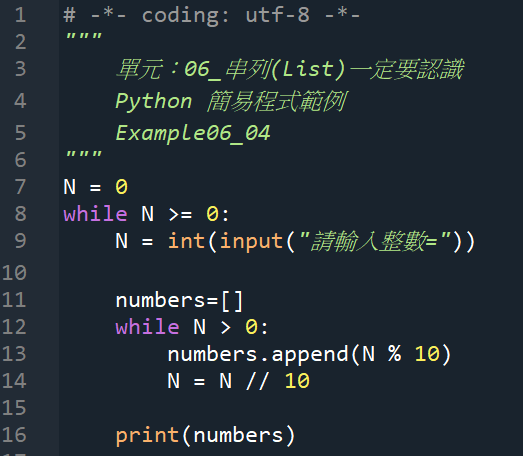 1 # -*- coding: utf-8 -*-
2 """
3     單元：06_串列(List)一定要認識
4     Python 簡易程式範例
5     Example06_04
6 """
7 N = 0
8 while N >= 0:
9     N = int(input("請輸入整數="))
10
11     numbers=[]
12     while N > 0:
13         numbers.append(N % 10)
14         N = N // 10
15
16     print(numbers)